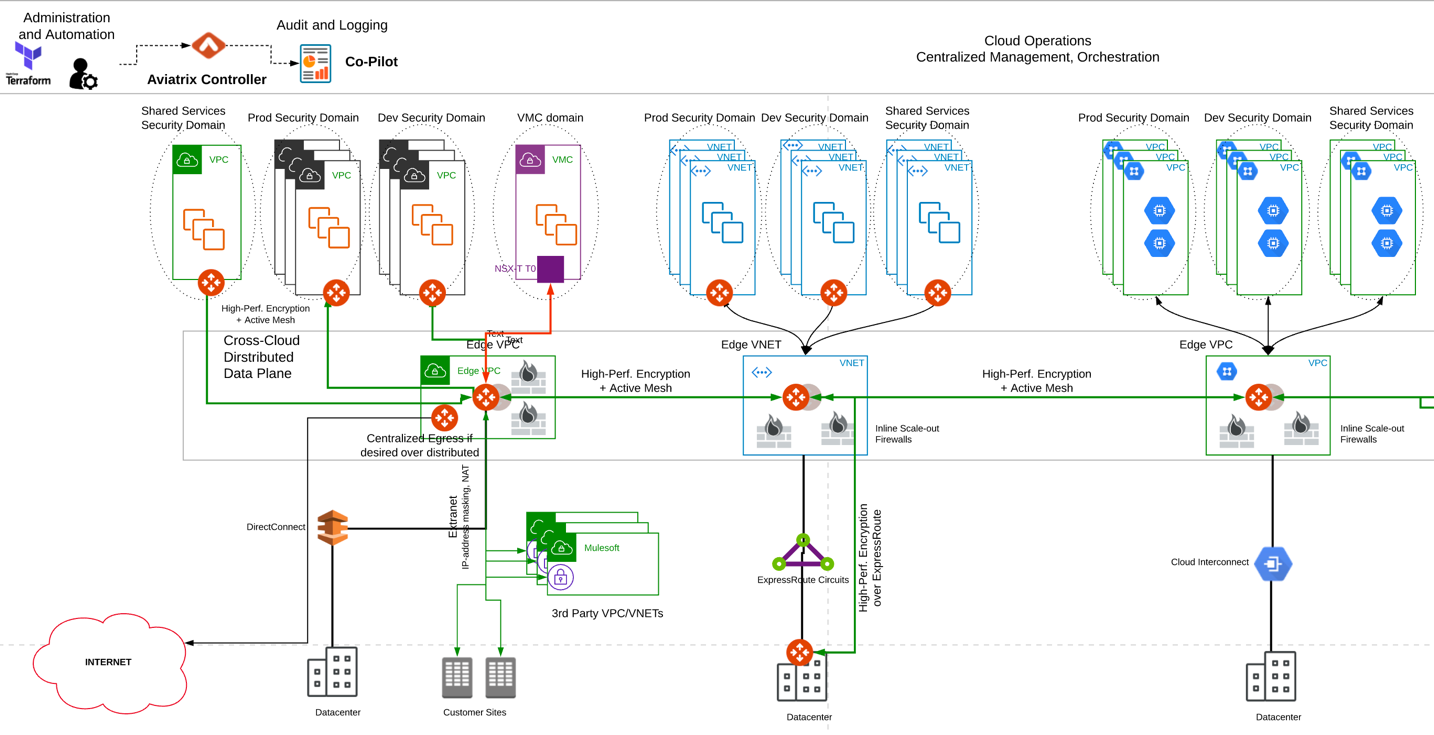 Administration
and Automation
HashiCorp
Terraform
Aviatrix Controller
Audit and Logging
Co-Pilot
Cloud Operations
Centralized Management, Orchestration
Shared Services
Security Domain
Prod Security Domain
Dev Security Domain
VMC domain
Prod Security Domain
Dev Security Domain
Shared Services
Security Domain
Prod Security Domain
Dev Security Domain
Shared Services
Security Domain
VPC
VPC
VPC
VMC
NSX-T T0
VNET
VNET
VNET
VNET
VNET
VNET
VNET
VNET
VNET
VPC
VPC
VPC
VPC
VPC
VPC
VPC
VPC
VPC
High-Perf. Encryption
+ Active Mesh
Cross-Cloud
Dirstributed
Data Plane
Text
Text
Edge VPC
Edge VPC
Centralized Egress if
desired over distributed
High-Perf. Encryption
+ Active Mesh
Edge VNET
VNET
Inline Scale-out
Firewalls
High-Perf. Encryption
+ Active Mesh
Edge VPC
VPC
Inline Scale-out
Firewalls
DirectConnect
Extranet
IP-address masking, NAT
Mulesoft
3rd Party VPC/VNETs
ExpressRoute Circuits
High-Perf. Encryption
over ExpressRoute
Cloud Interconnect
INTERNET
Datacenter
Customer Sites
Datacenter
Datacenter